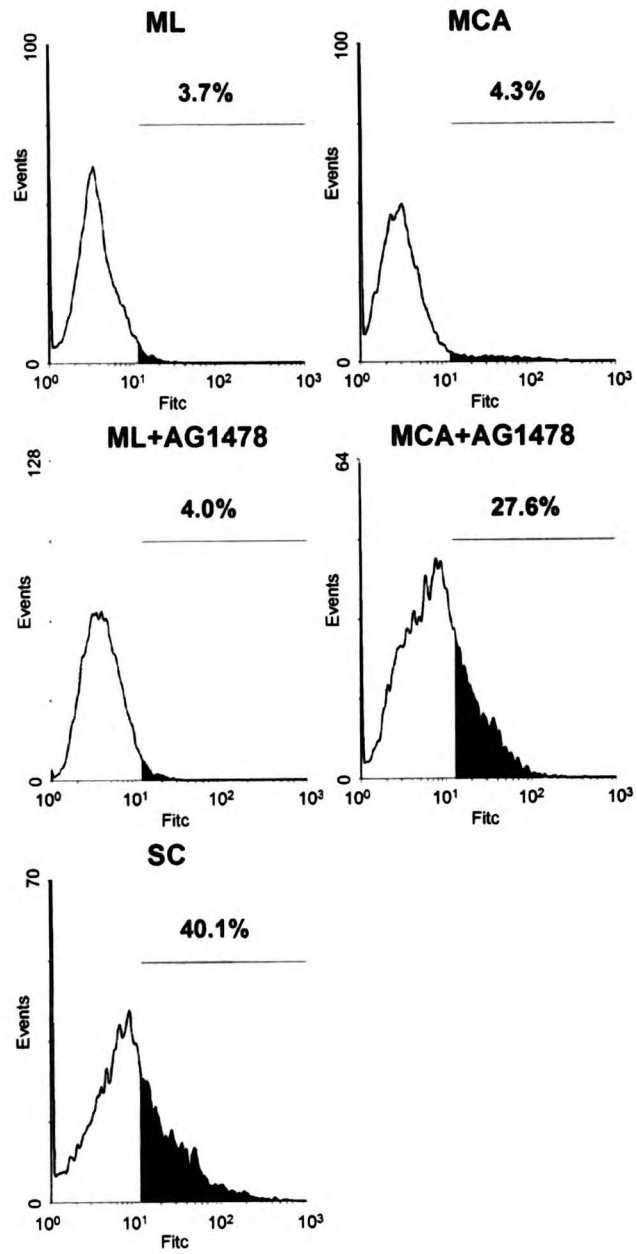 ML
100
3.7%
Events
0
10⁰ 10¹ 10² 10³
Fitc
MCA
100
4.3%
Events
0
10⁰ 10¹ 10² 10³
Fitc
ML+AG1478
128
4.0%
Events
0
10⁰ 10¹ 10² 10³
Fitc
MCA+AG1478
64
27.6%
Events
0
10⁰ 10¹ 10² 10³
Fitc
SC
70
40.1%
Events
0
10⁰ 10¹ 10² 10³
Fitc